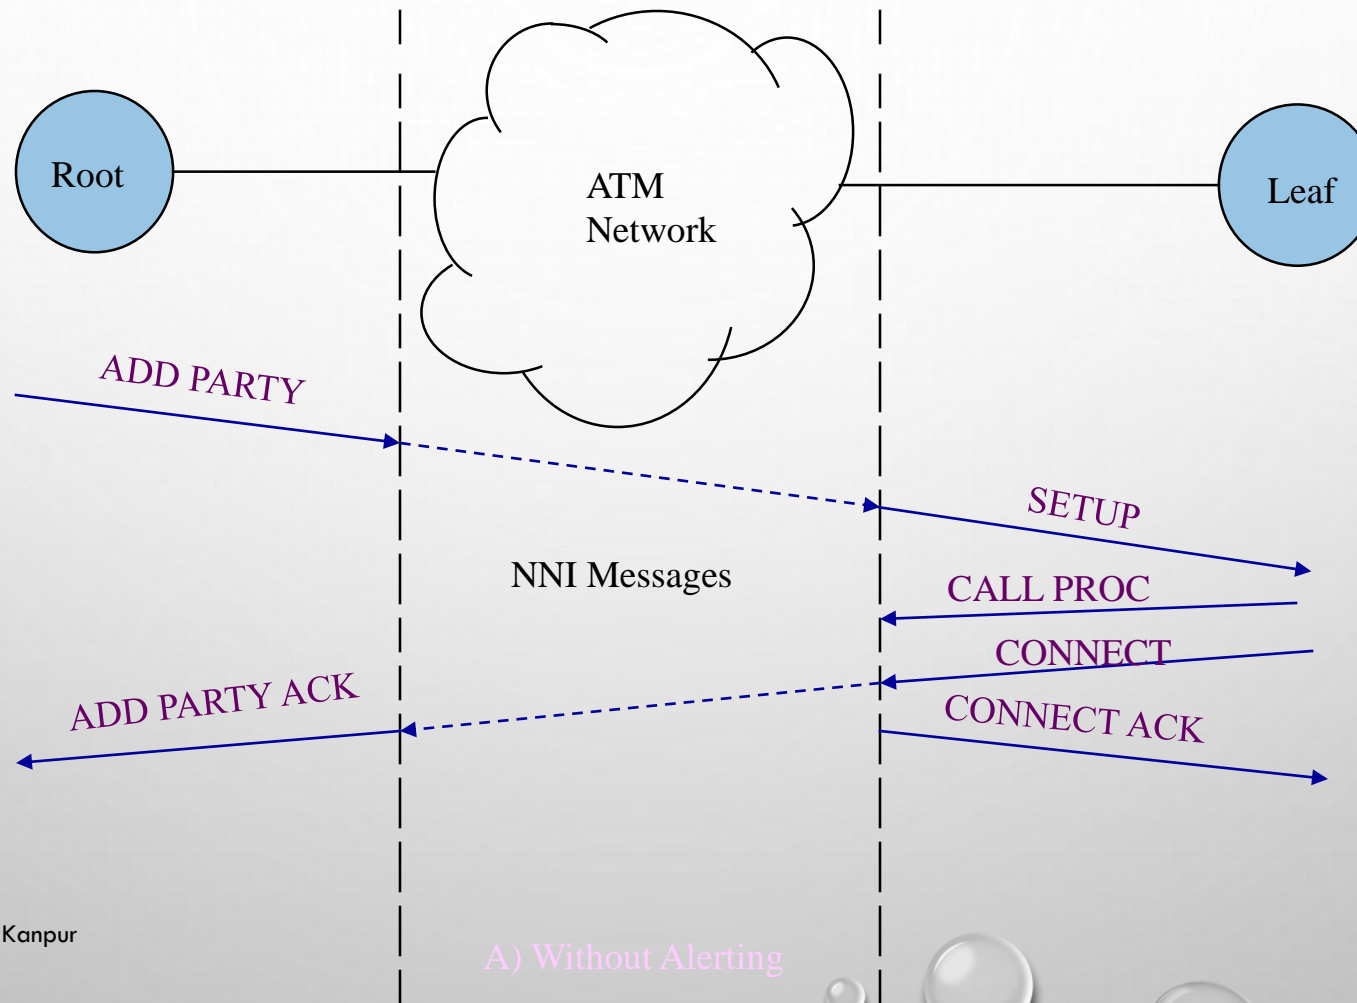 Root
ATM
Network
Leaf
ADD PARTY
SETUP
NNI Messages
CALL PROC
CONNECT
ADD PARTY ACK
CONNECT ACK
Kanpur
A) Without Alerting